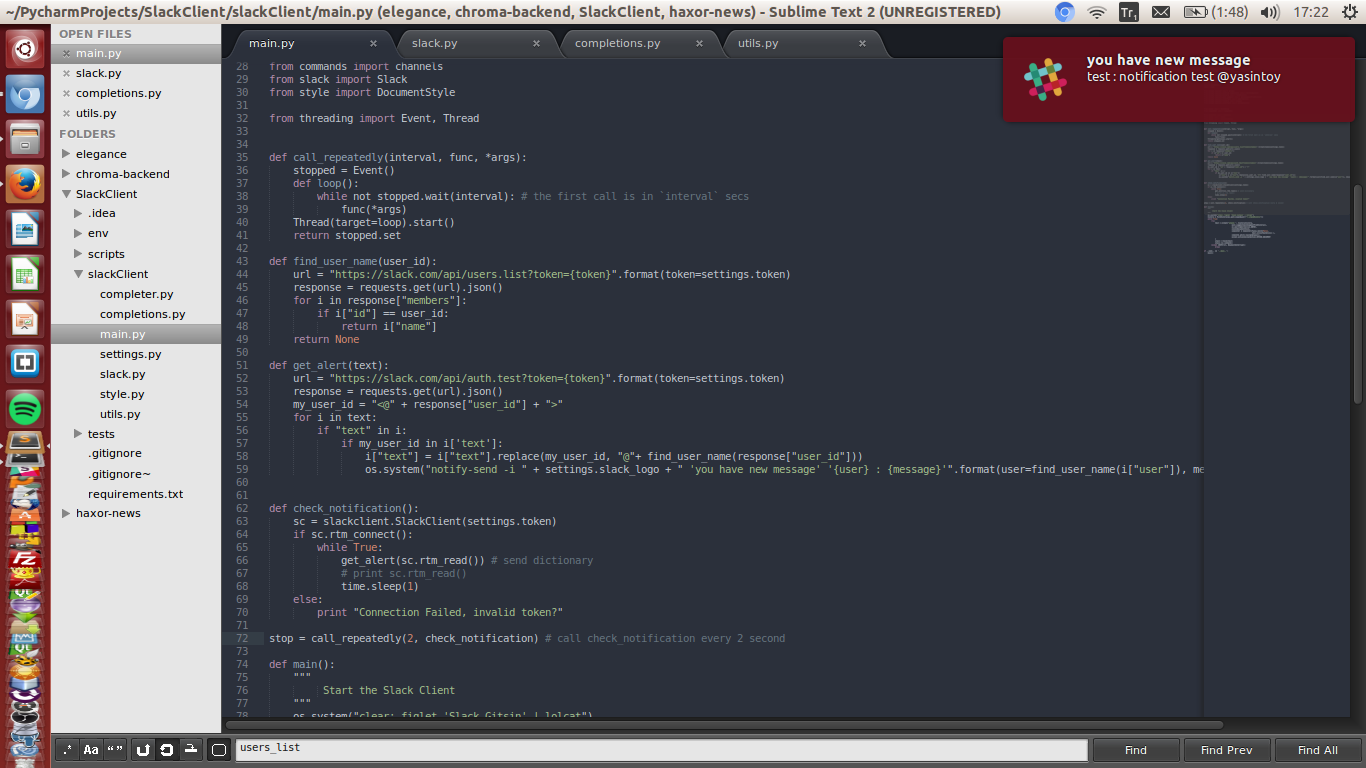 ~/PycharmProjects/SlackClient/slackClient/main.py (elegance, chroma-backend, SlackClient, haxor-news) - Sublime Text 2 (UNREGISTERED)
Tr1
(1:48)
17:22
OPEN FILES
main.py
slack.py
completions.py
utils.py
FOLDERS
elegance
chroma-backend
SlackClient
.idea
env
scripts
slackClient
completer.py
completions.py
main.py
settings.py
slack.py
style.py
utils.py
tests
.gitignore
.gitignore~
requirements.txt
haxor-news
main.py
slack.py
completions.py
utils.py
you have new message
test : notification test @yasintoy
28 from commands import channels
29 from slack import Slack
30 from style import DocumentStyle
31
32 from threading import Event, Thread
33
34
35 def call_repeatedly(interval, func, *args):
36     stopped = Event()
37     def loop():
38         while not stopped.wait(interval): # the first call is in `interval` secs
39             func(*args)
40     Thread(target=loop).start()
41     return stopped.set
42
43 def find_user_name(user_id):
44     url = "https://slack.com/api/users.list?token={token}".format(token=settings.token)
45     response = requests.get(url).json()
46     for i in response["members"]:
47         if i["id"] == user_id:
48             return i["name"]
49     return None
50
51 def get_alert(text):
52     url = "https://slack.com/api/auth.test?token={token}".format(token=settings.token)
53     response = requests.get(url).json()
54     my_user_id = "<@" + response["user_id"] + ">"
55     for i in text:
56         if "text" in i:
57             if my_user_id in i['text']:
58                 i["text"] = i["text"].replace(my_user_id, "@"+ find_user_name(response["user_id"]))
59                 os.system("notify-send -i " + settings.slack_logo + " 'you have new message' '{user} : {message}'".format(user=find_user_name(i["user"]), me
60
61
62 def check_notification():
63     sc = slackclient.SlackClient(settings.token)
64     if sc.rtm_connect():
65         while True:
66             get_alert(sc.rtm_read()) # send dictionary
67             # print sc.rtm_read()
68             time.sleep(1)
69     else:
70         print "Connection Failed, invalid token?"
71
72 stop = call_repeatedly(2, check_notification) # call check_notification every 2 second
73
74 def main():
75     """
76          Start the Slack Client
77     """
78     os.system("clear; figlet 'Slack Gitsin' | lolcat")
.*
Aa
“ ”
users_list
Find
Find Prev
Find All